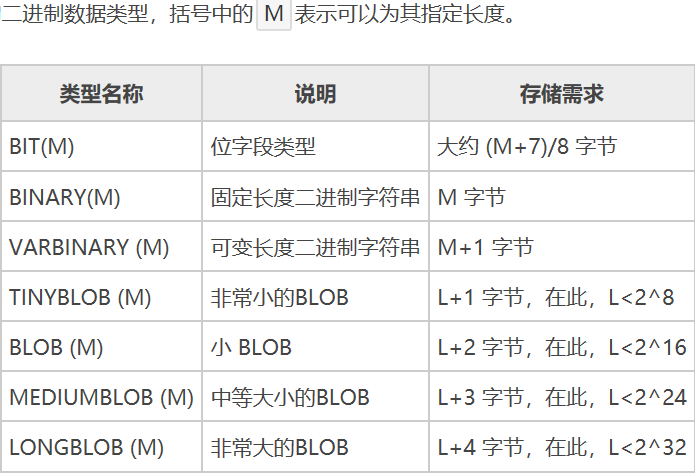 二进制数据类型，括号中的 M 表示可以为其指定长度。
类型名称 说明 存储需求
BIT(M) 位字段类型 大约 (M+7)/8 字节
BINARY(M) 固定长度二进制字符串 M 字节
VARBINARY (M) 可变长度二进制字符串 M+1 字节
TINYBLOB (M) 非常小的BLOB L+1 字节，在此，L<2^8
BLOB (M) 小 BLOB L+2 字节，在此，L<2^16
MEDIUMBLOB (M) 中等大小的BLOB L+3 字节，在此，L<2^24
LONGBLOB (M) 非常大的BLOB L+4 字节，在此，L<2^32